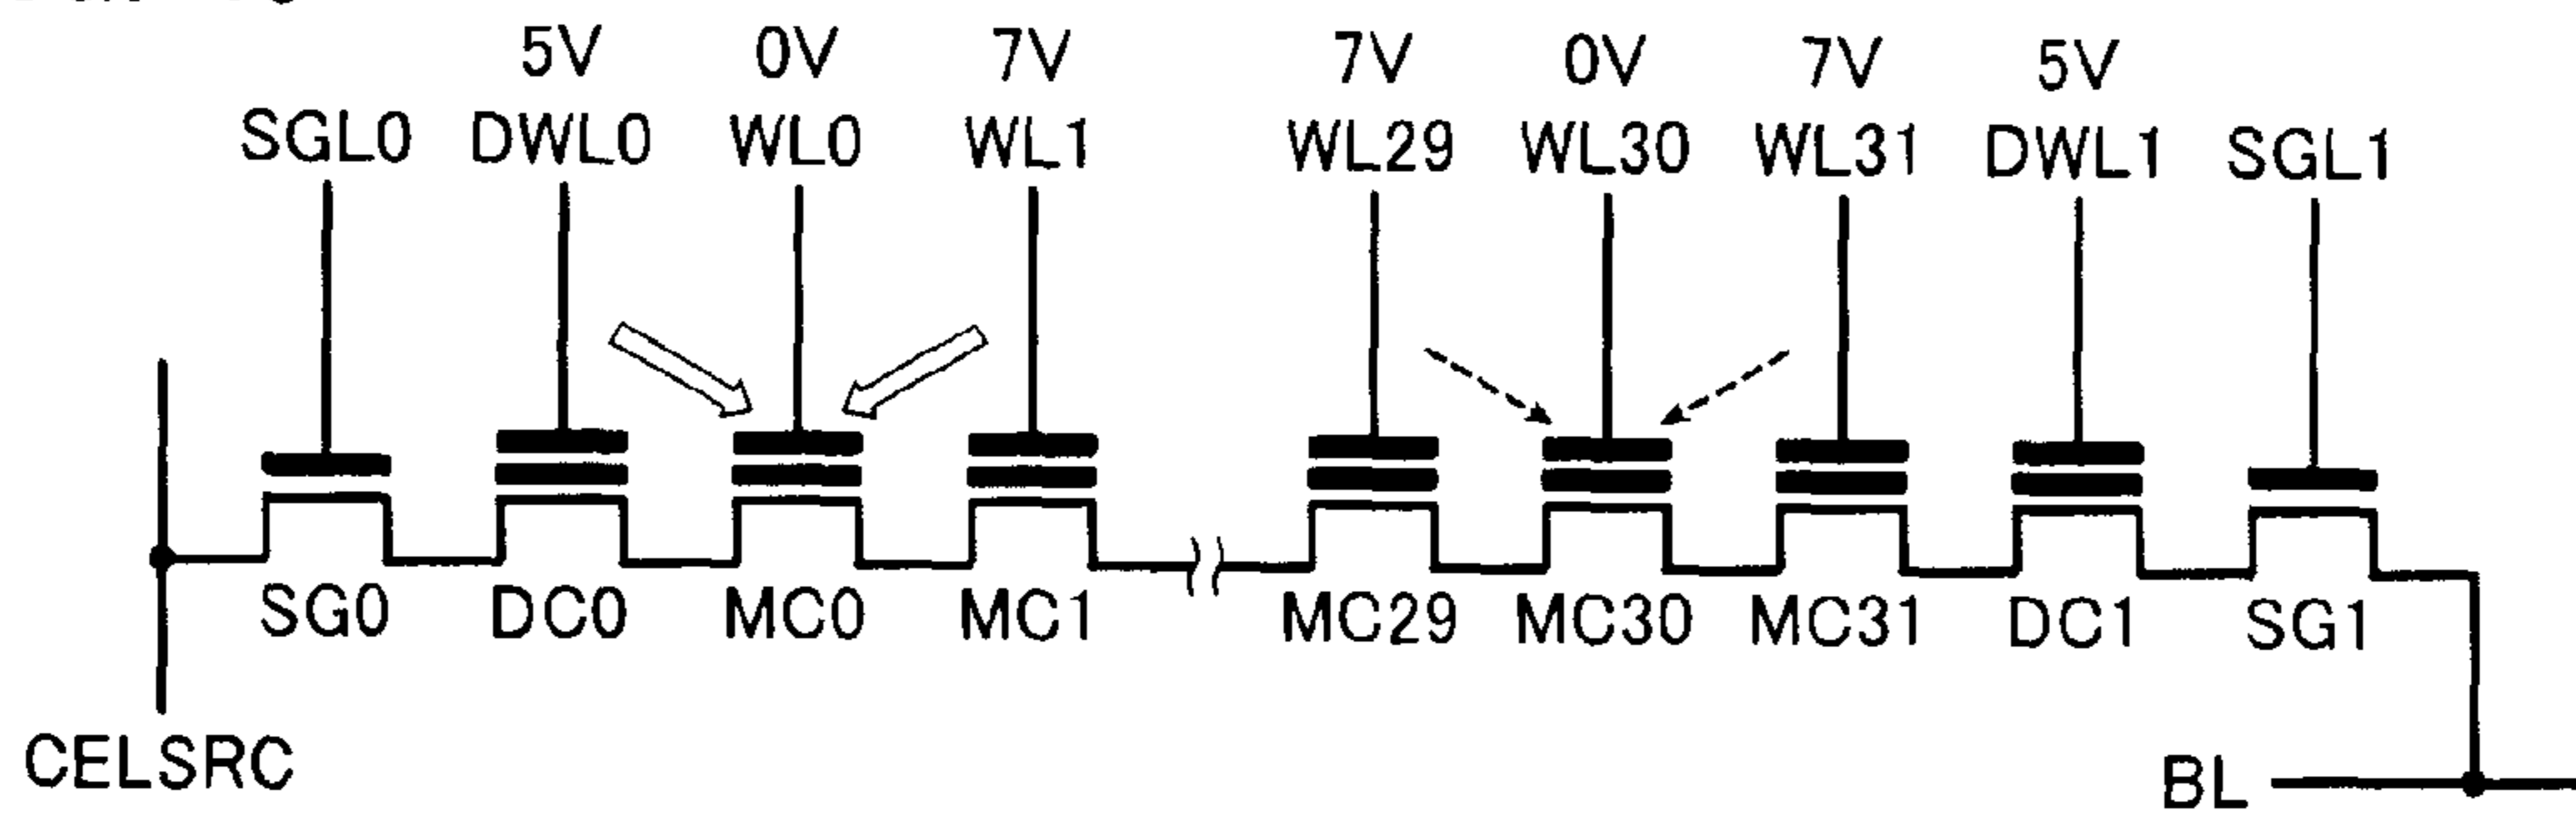 5V 0V 7V 7V 0V 7V 5V
SGL0 DWL0 WL0 WL1 WL29 WL30 WL31 DWL1 SGL1
SG0 DC0 MC0 MC1 MC29 MC30 MC31 DC1 SG1
CELSRC BL